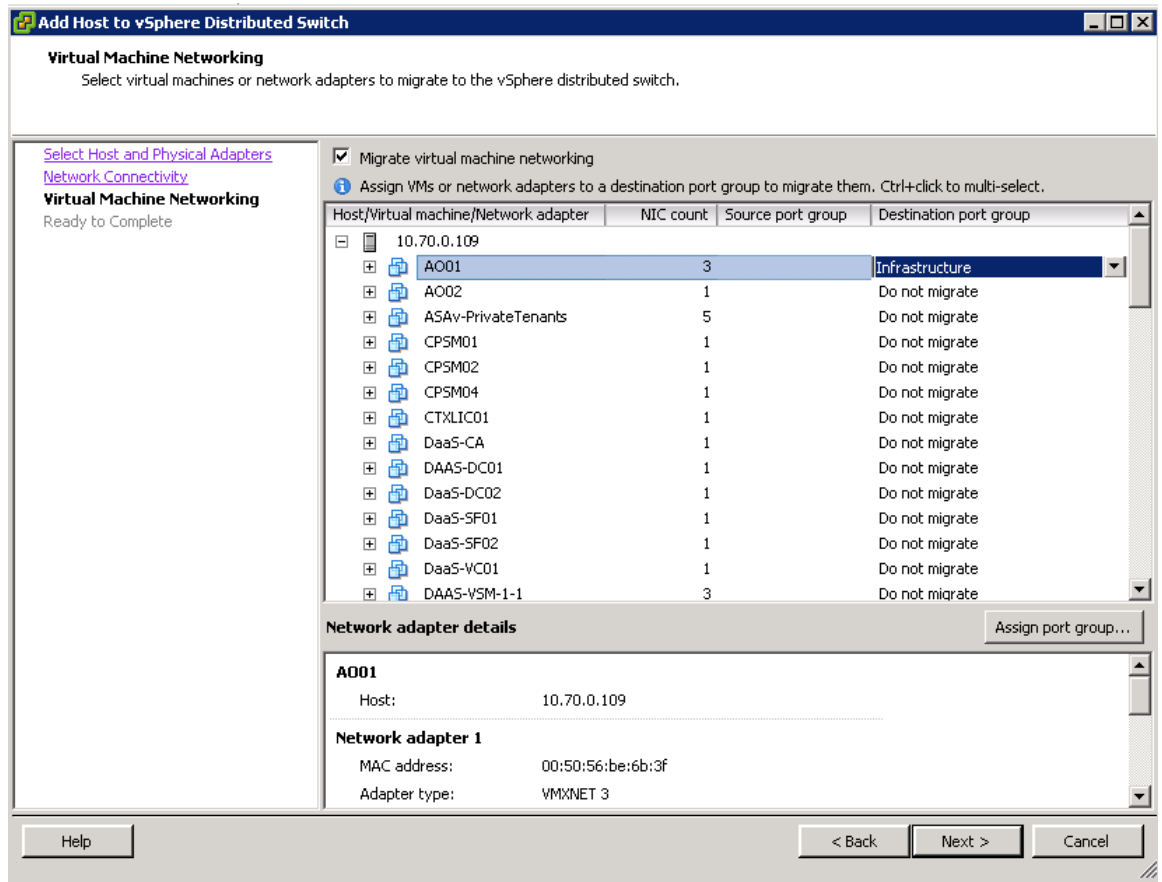 Add Host to vSphere Distributed Switch
Virtual Machine Networking
Select virtual machines or network adapters to migrate to the vSphere distributed switch.
Select Host and Physical Adapters
Network Connectivity
Virtual Machine Networking
Ready to Complete
Migrate virtual machine networking
Assign VMs or network adapters to a destination port group to migrate them. Ctrl+click to multi-select.
Host/Virtual machine/Network adapter NIC count Source port group Destination port group
10.70.0.109
AO01 3 Infrastructure
AO02 1 Do not migrate
ASAv-PrivateTenants 5 Do not migrate
CPSM01 1 Do not migrate
CPSM02 1 Do not migrate
CPSM04 1 Do not migrate
CTXLIC01 1 Do not migrate
DaaS-CA 1 Do not migrate
DAAS-DC01 1 Do not migrate
DaaS-DC02 1 Do not migrate
DaaS-SF01 1 Do not migrate
DaaS-SF02 1 Do not migrate
DaaS-VC01 1 Do not migrate
DAAS-VSM-1-1 3 Do not migrate
Network adapter details
Assign port group...
AO01
Host: 10.70.0.109
Network adapter 1
MAC address: 00:50:56:be:6b:3f
Adapter type: VMXNET 3
Help
< Back
Next >
Cancel